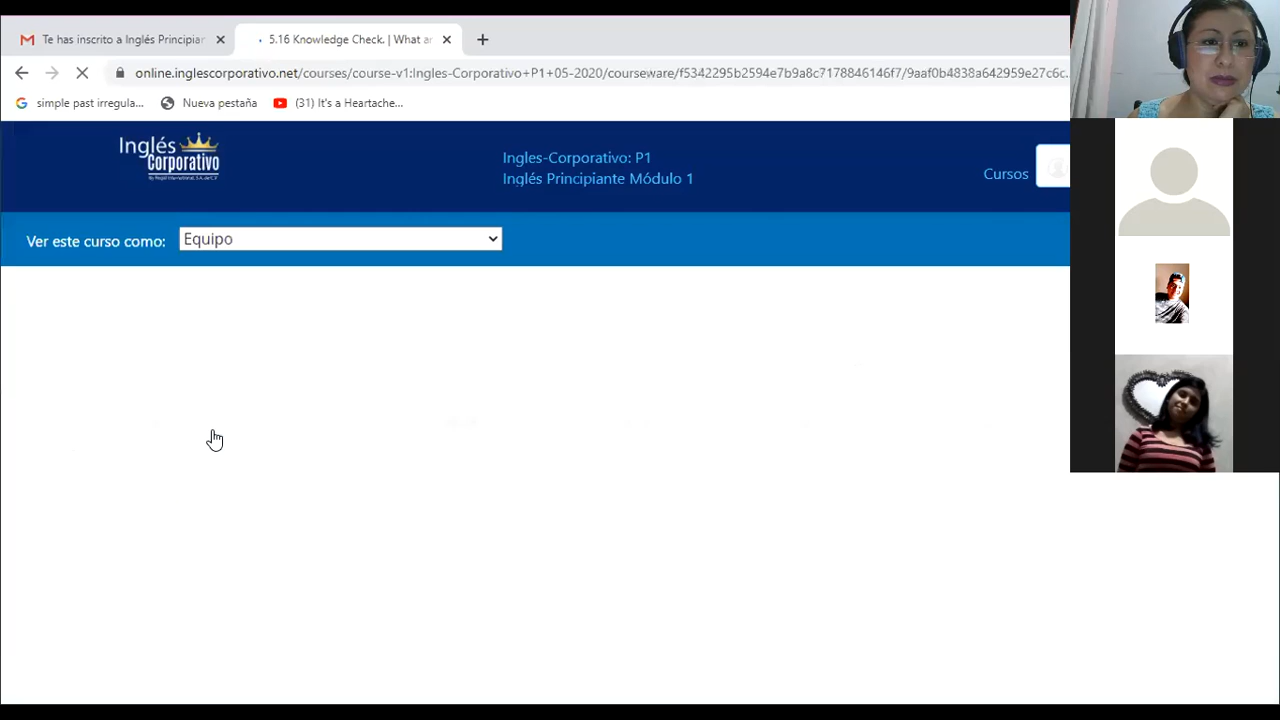 Te has inscrito a Inglés Principian
5.16 Knowledge Check. | What ar
online.inglescorporativo.net/courses/course-v1:Ingles-Corporativo+P1+05-2020/courseware/f5342295b2594e7b9a8c7178846146f7/9aaf0b4838a642959e27c6c.
simple past irregula...
Nueva pestaña
(31) It's a Heartache...
Inglés
Corporativo
Ingles-Corporativo: P1
Inglés Principiante Módulo 1
Cursos
Ver este curso como:
Equipo